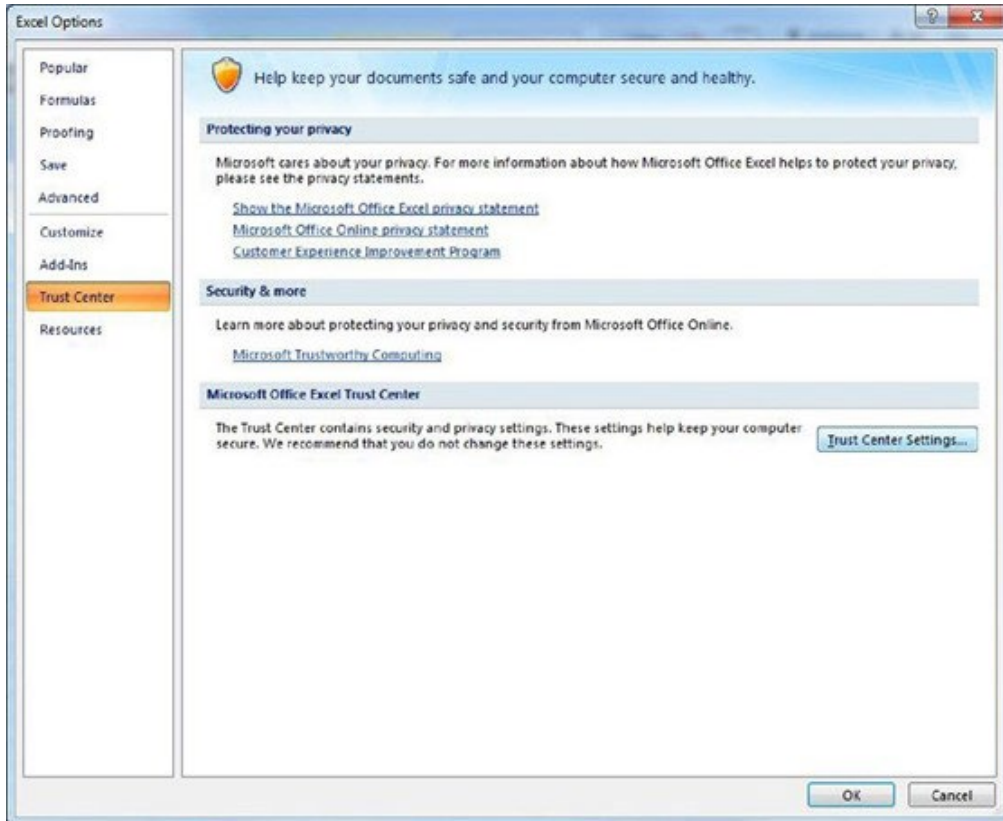 Excel Options
Popular
Formulas
Proofing
Save
Advanced
Customize
Add-Ins
Trust Center
Resources
Help keep your documents safe and your computer secure and healthy.
Protecting your privacy
Microsoft cares about your privacy. For more information about how Microsoft Office Excel helps to protect your privacy,
please see the privacy statements.
Show the Microsoft Office Excel privacy statement
Microsoft Office Online privacy statement
Customer Experience Improvement Program
Security & more
Learn more about protecting your privacy and security from Microsoft Office Online.
Microsoft Trustworthy Computing
Microsoft Office Excel Trust Center
The Trust Center contains security and privacy settings. These settings help keep your computer
secure. We recommend that you do not change these settings.
Trust Center Settings...
OK
Cancel